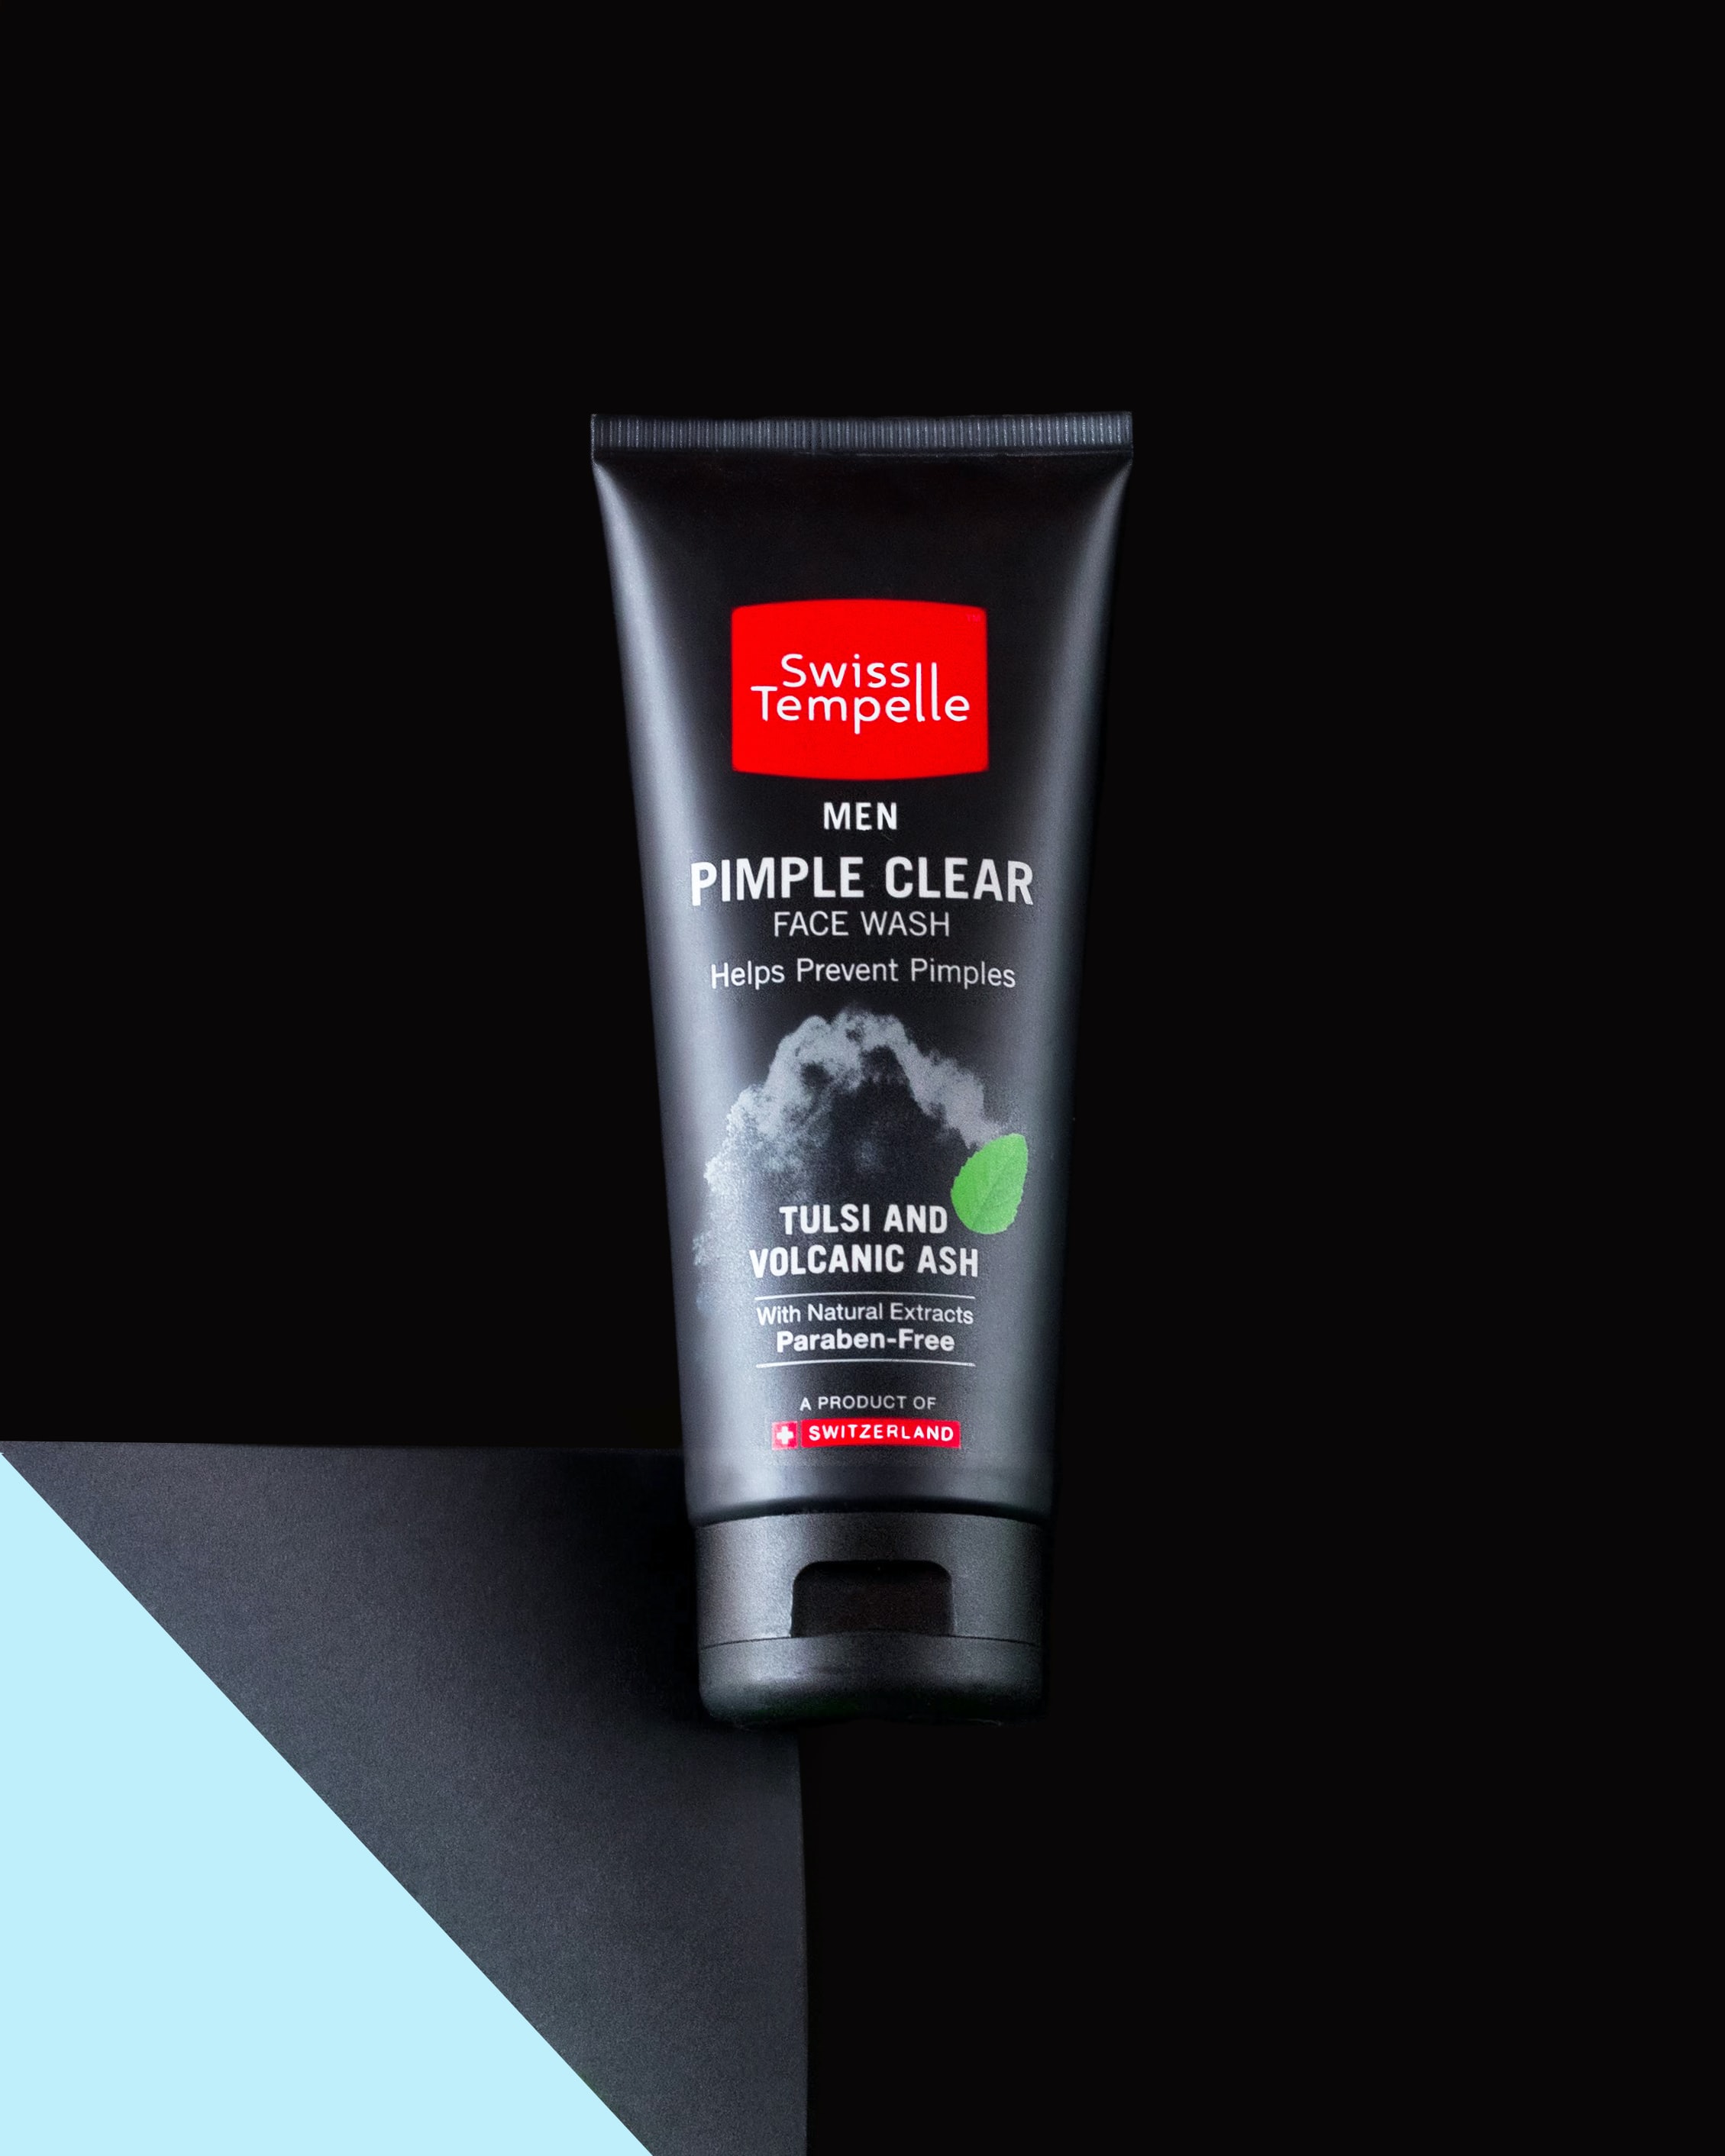 Swiss
Tempelle
TM
MEN
PIMPLE CLEAR
FACE WASH
Helps Prevent Pimples
TULSI AND
VOLCANIC ASH
With Natural Extracts
Paraben-Free
A PRODUCT OF
SWITZERLAND